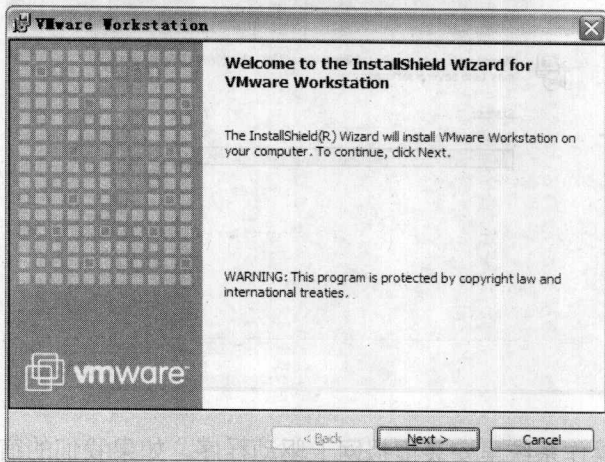 VMware Workstation
Welcome to the InstallShield Wizard for
VMware Workstation
The InstallShield(R) Wizard will install VMware Workstation on
your computer. To continue, click Next.
WARNING: This program is protected by copyright law and
international treaties.
vmware
< Back
Next >
Cancel